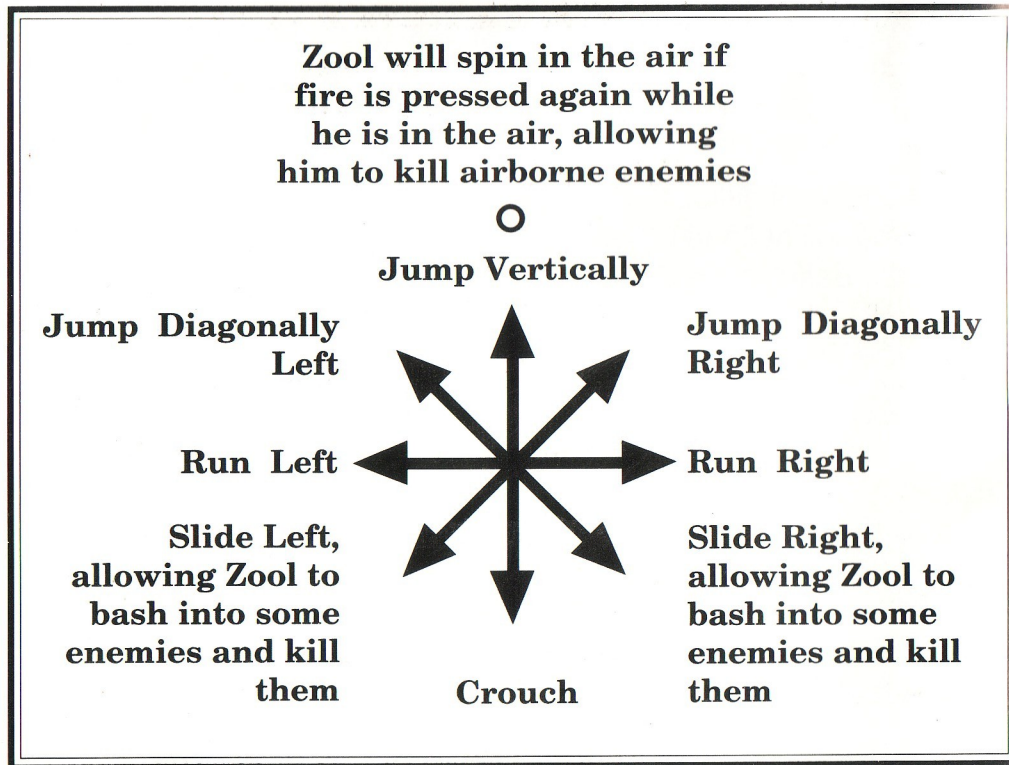 Zool will spin in the air if
fire is pressed again while
he is in the air, allowing
him to kill airborne enemies
Jump Vertically
Jump Diagonally
Left
Jump Diagonally
Right
Run Left
Run Right
Slide Left,
allowing Zool to
bash into some
enemies and kill
them
Slide Right,
allowing Zool to
bash into some
enemies and kill
them
Crouch